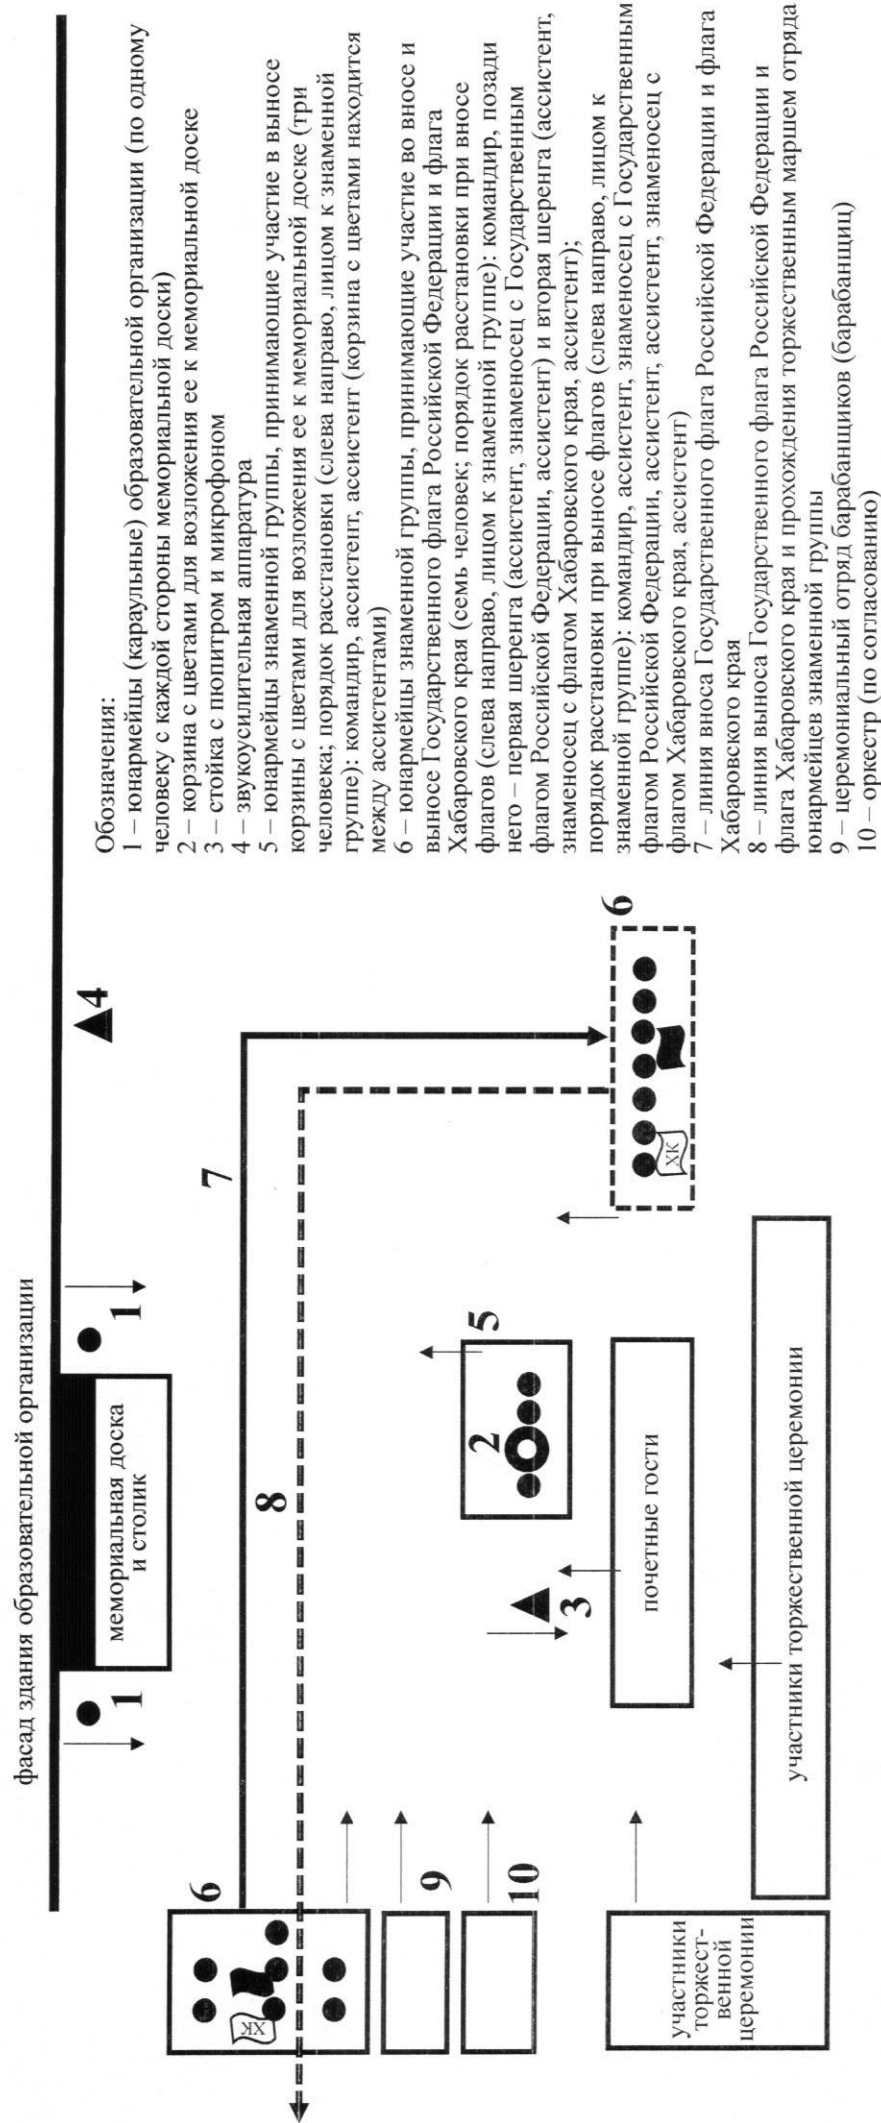 фасад здания образовательной организации
1
мемориальная доска
и столик
1
4
6
ХК
7
8
9
10
3
2
5
6
ХК
почетные гости
участники
торжест-
венной
церемонии
участники торжественной церемонии
Обозначения:
1 – юнармейцы (караульные) образовательной организации (по одному
человеку с каждой стороны мемориальной доски)
2 – корзина с цветами для возложения ее к мемориальной доске
3 – стойка с попитром и микрофоном
4 – звукоусилительная аппаратура
5 – юнармейцы знаменной группы, принимающие участие в выносе
корзины с цветами для возложения ее к мемориальной доске (три
человека; порядок расстановки (слева направо, лицом к знаменной
группе): командир, ассистент, ассистент (корзина с цветами находится
между ассистентами)
6 – юнармейцы знаменной группы, принимающие участие во вносе и
выносе Государственного флага Российской Федерации и флага
Хабаровского края (семь человек; порядок расстановки при вносе
флагов (слева направо, лицом к знаменной группе): командир, позади
него – первая шеренга (ассистент, знаменосец с Государственным
флагом Российской Федерации, ассистент) и вторая шеренга (ассистент,
знаменосец с флагом Хабаровского края, ассистент);
порядок расстановки при выносе флагов (слева направо, лицом к
знаменной группе): командир, ассистент, знаменосец с Государственным
флагом Российской Федерации, ассистент, ассистент, знаменосец с
флагом Хабаровского края, ассистент)
7 – линия вноса Государственного флага Российской Федерации и флага
Хабаровского края
8 – линия выноса Государственного флага Российской Федерации и
флага Хабаровского края и прохождения торжественным маршем отряда
юнармейцев знаменной группы
9 – церемониальный отряд барабанщиков (барабанщиц)
10 – оркестр (по согласованию)